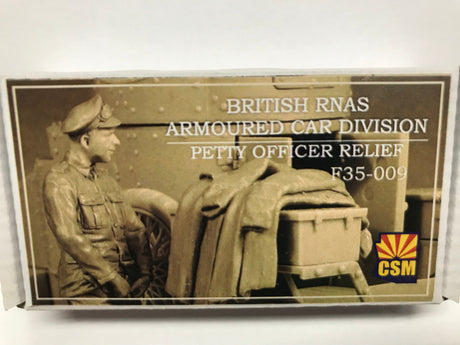 BRITISH RNAS
ARMOURED CAR DIVISION
PETTY OFFICER RELIEF
F35-009
CSM